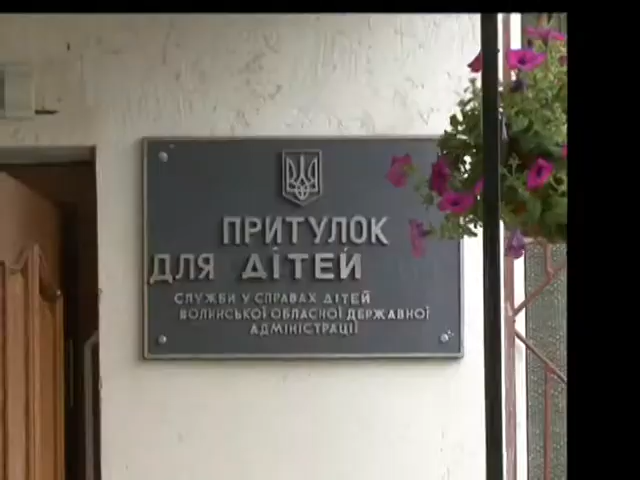 ПРИТУЛОК
ДЛЯ ДІТЕЙ
СЛУЖБИ У СПРАВАХ ДІТЕЙ
ВОЛИНСЬКОЇ ОБЛАСНОЇ ДЕРЖАВНОЇ
АДМІНІСТРАЦІЇ